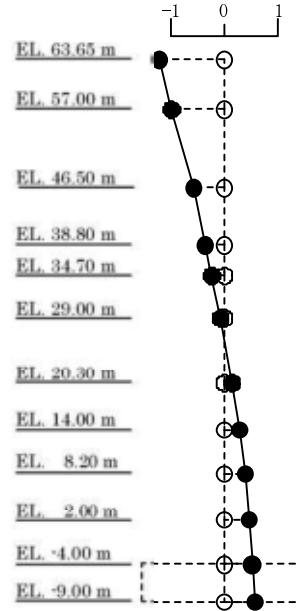 -1 0 1
EL. 63.65 m
EL. 57.00 m
EL. 46.50 m
EL. 38.80 m
EL. 34.70 m
EL. 29.00 m
EL. 20.30 m
EL. 14.00 m
EL. 8.20 m
EL. 2.00 m
EL. -4.00 m
EL. -9.00 m